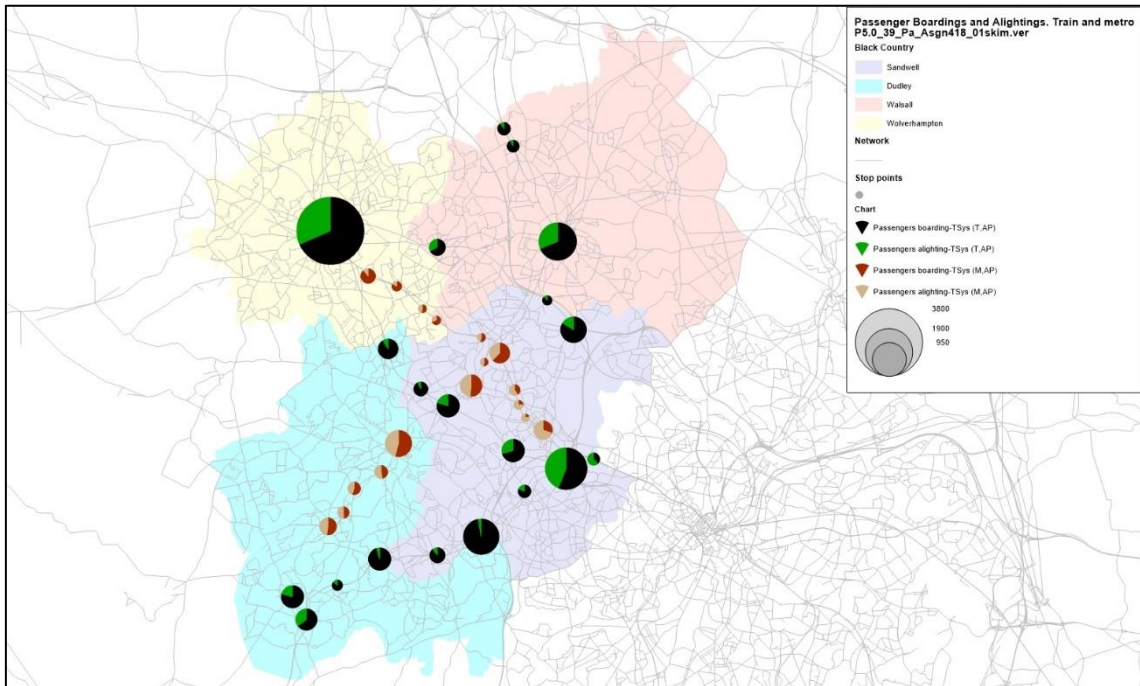 Passenger Boardings and Alightings. Train and metro
P5.0_39_Pa_Asgn418_01skim.ver
Black Country
Sandwell
Dudley
Walsall
Wolverhampton
Network
Stop points
Chart
Passengers boarding-TSys (T,AP)
Passengers alighting-TSys (T,AP)
Passengers boarding-TSys (M,AP)
Passengers alighting-TSys (M,AP)
3800
1900
950